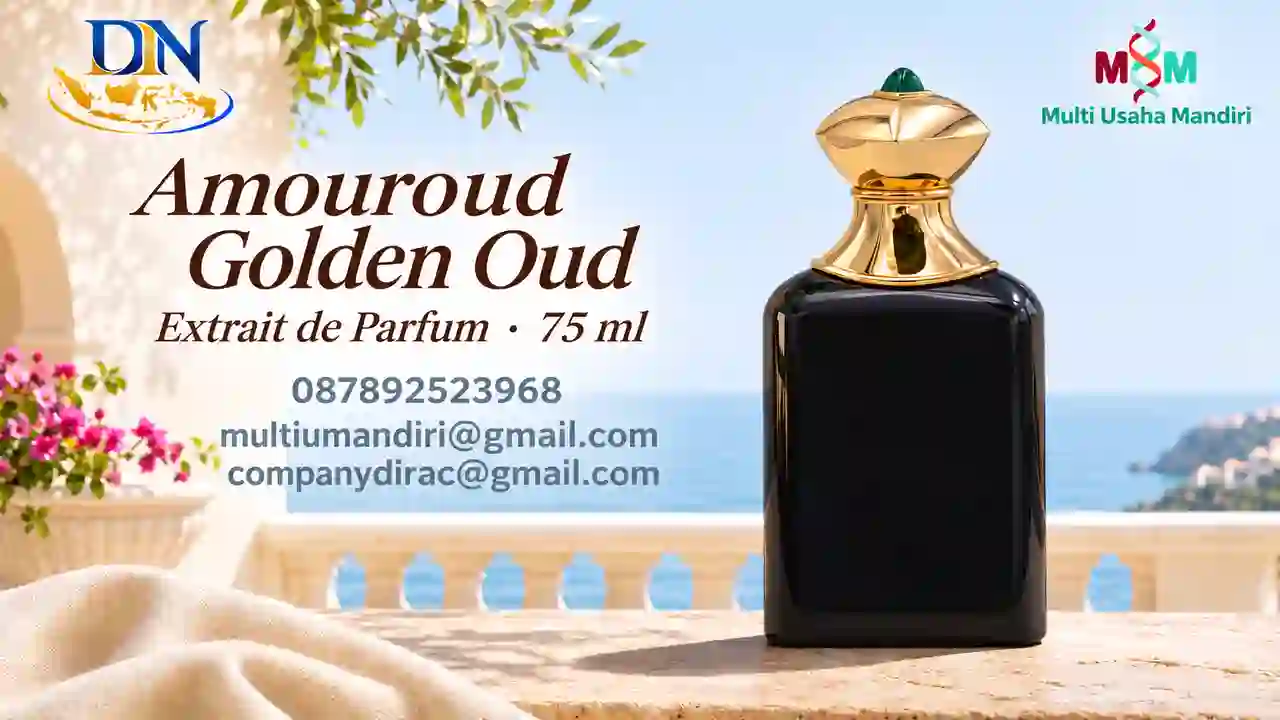 DN
MM
Multi Usaha Mandiri
Amouroud
Golden Oud
Extrait de Parfum · 75 ml
087892523968
multiumandiri@gmail.com
companydirac@gmail.com